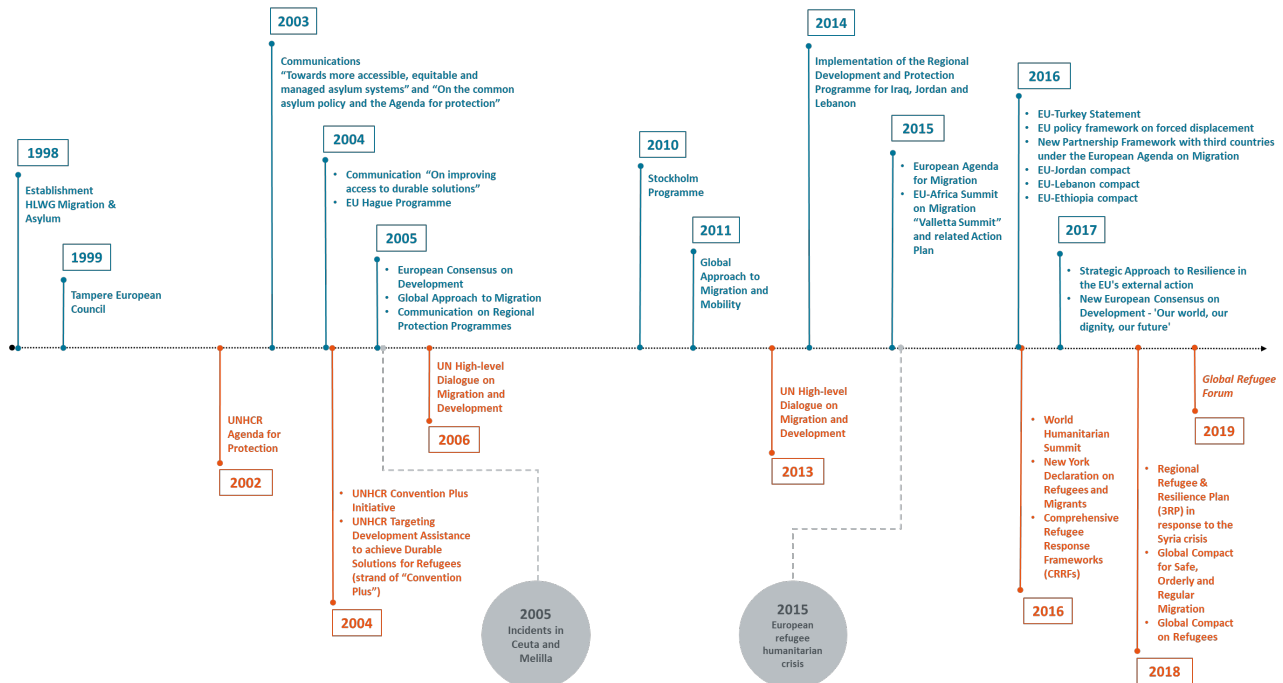 1998
Establishment
HLWG Migration &
Asylum
1999
Tampere European
Council
2003
Communications
“Towards more accessible, equitable and
managed asylum systems” and “On the common
asylum policy and the Agenda for protection”
2004
• Communication “On improving
access to durable solutions”
• EU Hague Programme
2005
• European Consensus on
Development
• Global Approach to Migration
• Communication on Regional
Protection Programmes
2010
Stockholm
Programme
2011
Global
Approach to
Migration and
Mobility
2014
Implementation of the Regional
Development and Protection
Programme for Iraq, Jordan and
Lebanon
2015
• European Agenda
for Migration
• EU-Africa Summit
on Migration
“Valletta Summit”
and related Action
Plan
2016
• EU-Turkey Statement
• EU policy framework on forced displacement
• New Partnership Framework with third countries
under the European Agenda on Migration
• EU-Jordan compact
• EU-Lebanon compact
• EU-Ethiopia compact
2017
• Strategic Approach to Resilience in
the EU's external action
• New European Consensus on
Development - 'Our world, our
dignity, our future'
UNHCR
Agenda for
Protection
2002
• UNHCR Convention Plus
Initiative
• UNHCR Targeting
Development Assistance
to achieve Durable
Solutions for Refugees
(strand of “Convention
Plus”)
2004
UN High-level
Dialogue on
Migration and
Development
2006
2005
Incidents in
Ceuta and
Melilla
UN High-level
Dialogue on
Migration and
Development
2013
2015
European
refugee
humanitarian
crisis
• World
Humanitarian
Summit
• New York
Declaration on
Refugees and
Migrants
• Comprehensive
Refugee
Response
Frameworks
(CRRFs)
2016
• Regional
Refugee &
Resilience Plan
(3RP) in
response to the
Syria crisis
• Global Compact
for Safe,
Orderly and
Regular
Migration
• Global Compact
on Refugees
2018
Global Refugee
Forum
2019